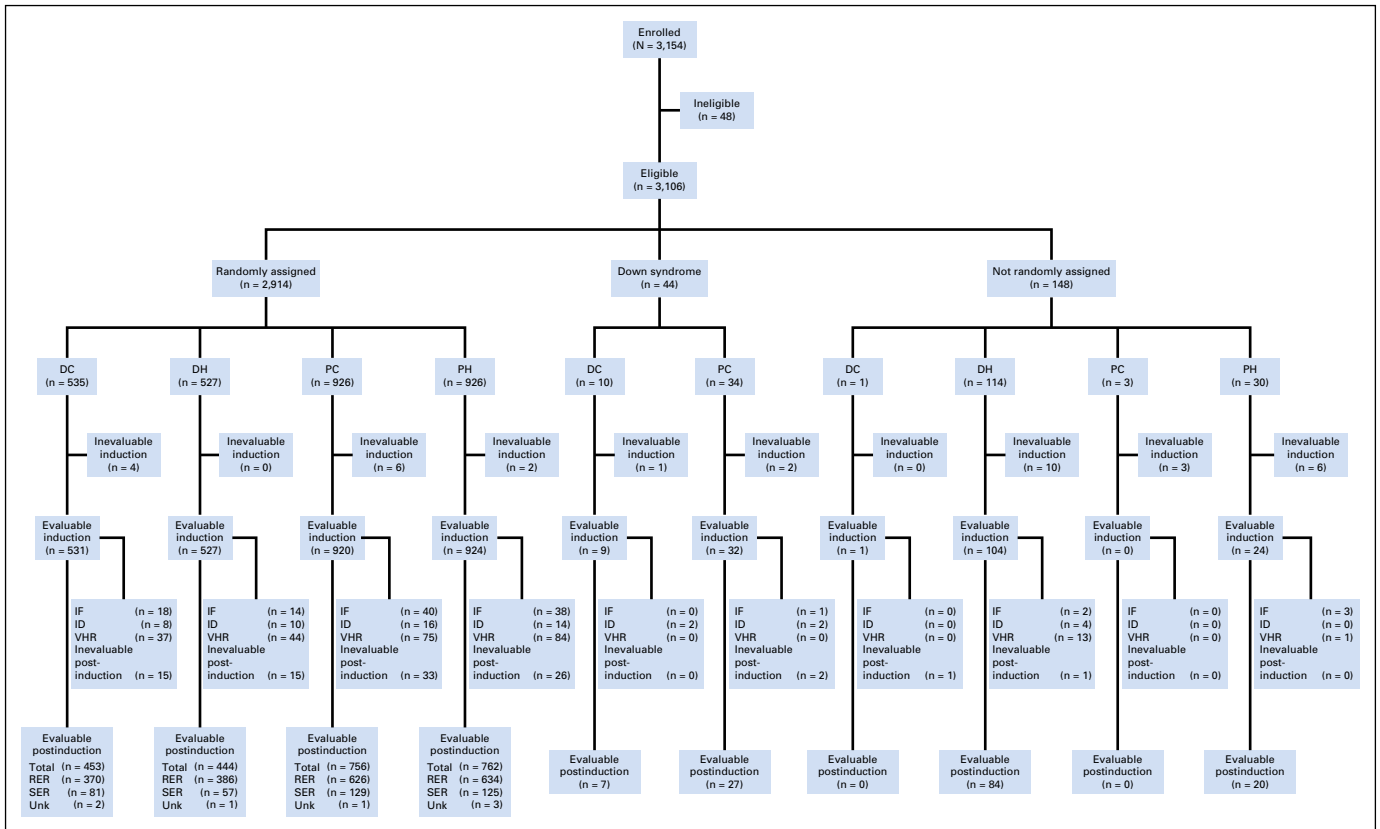 Enrolled
(N = 3,154)
Ineligible
(n = 48)
Eligible
(n = 3,106)
Randomly assigned
(n = 2,914)
Down syndrome
(n = 44)
Not randomly assigned
(n = 148)
DC
(n = 535)
DH
(n = 527)
PC
(n = 926)
PH
(n = 926)
DC
(n = 10)
PC
(n = 34)
DC
(n = 1)
DH
(n = 114)
PC
(n = 3)
PH
(n = 30)
Inevaluable
induction
(n = 4)
Inevaluable
induction
(n = 0)
Inevaluable
induction
(n = 6)
Inevaluable
induction
(n = 2)
Inevaluable
induction
(n = 1)
Inevaluable
induction
(n = 2)
Inevaluable
induction
(n = 0)
Inevaluable
induction
(n = 10)
Inevaluable
induction
(n = 3)
Inevaluable
induction
(n = 6)
Evaluable
induction
(n = 531)
Evaluable
induction
(n = 527)
Evaluable
induction
(n = 920)
Evaluable
induction
(n = 924)
Evaluable
induction
(n = 9)
Evaluable
induction
(n = 32)
Evaluable
induction
(n = 1)
Evaluable
induction
(n = 104)
Evaluable
induction
(n = 0)
Evaluable
induction
(n = 24)
IF (n = 18)
ID (n = 8)
VHR (n = 37)
Inevaluable
post-
induction (n = 15)
IF (n = 14)
ID (n = 10)
VHR (n = 44)
Inevaluable
post-
induction (n = 15)
IF (n = 40)
ID (n = 16)
VHR (n = 75)
Inevaluable
post-
induction (n = 33)
IF (n = 38)
ID (n = 14)
VHR (n = 84)
Inevaluable
post-
induction (n = 26)
IF (n = 0)
ID (n = 2)
VHR (n = 0)
Inevaluable
post-
induction (n = 0)
IF (n = 1)
ID (n = 2)
VHR (n = 0)
Inevaluable
post-
induction (n = 2)
IF (n = 0)
ID (n = 0)
VHR (n = 0)
Inevaluable
post-
induction (n = 1)
IF (n = 2)
ID (n = 4)
VHR (n = 13)
Inevaluable
post-
induction (n = 1)
IF (n = 0)
ID (n = 0)
VHR (n = 0)
Inevaluable
post-
induction (n = 0)
IF (n = 3)
ID (n = 0)
VHR (n = 1)
Inevaluable
post-
induction (n = 0)
Evaluable
postinduction
Total (n = 453)
RER (n = 370)
SER (n = 81)
Unk (n = 2)
Evaluable
postinduction
Total (n = 444)
RER (n = 386)
SER (n = 57)
Unk (n = 1)
Evaluable
postinduction
Total (n = 756)
RER (n = 626)
SER (n = 129)
Unk (n = 1)
Evaluable
postinduction
Total (n = 762)
RER (n = 634)
SER (n = 125)
Unk (n = 3)
Evaluable
postinduction
(n = 7)
Evaluable
postinduction
(n = 27)
Evaluable
postinduction
(n = 0)
Evaluable
postinduction
(n = 84)
Evaluable
postinduction
(n = 0)
Evaluable
postinduction
(n = 20)